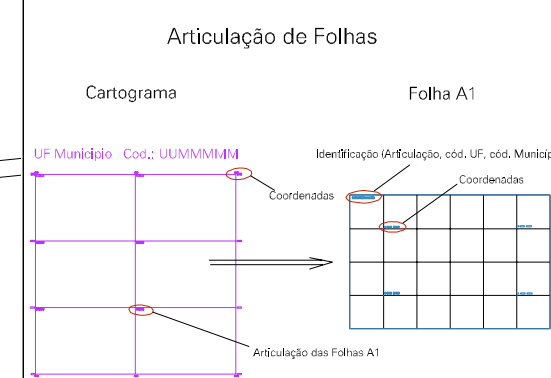 Articulação de Folhas
Cartograma
Folha A1
UF Municipio Cod.: UUMMMMM
Identificação (Articulação, cód. UF, cód. Municíp
Coordenadas
Coordenadas
Articulação das Folhas A1